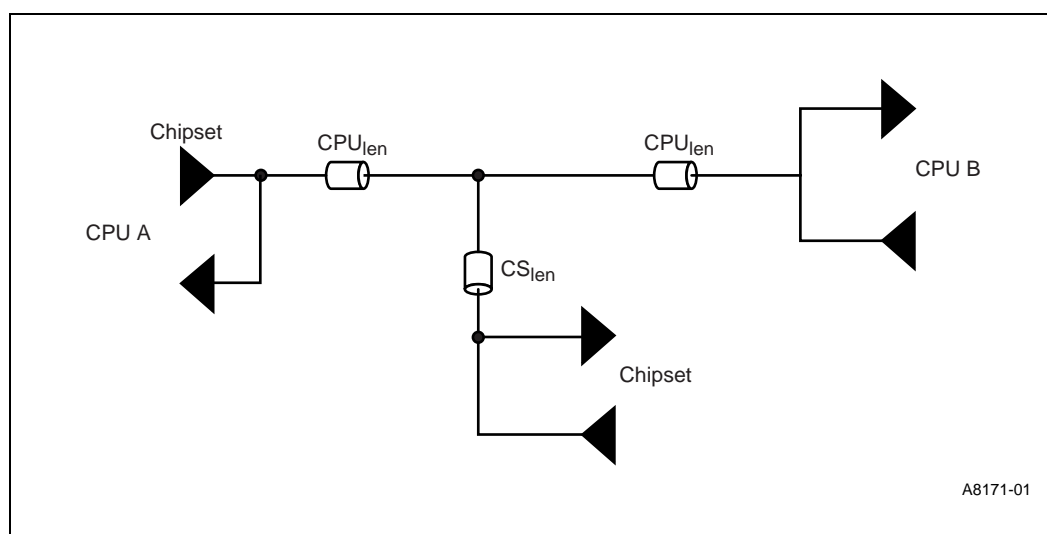 Chipset
CPUlen
CPUlen
CPU B
CPU A
CSlen
Chipset
A8171-01